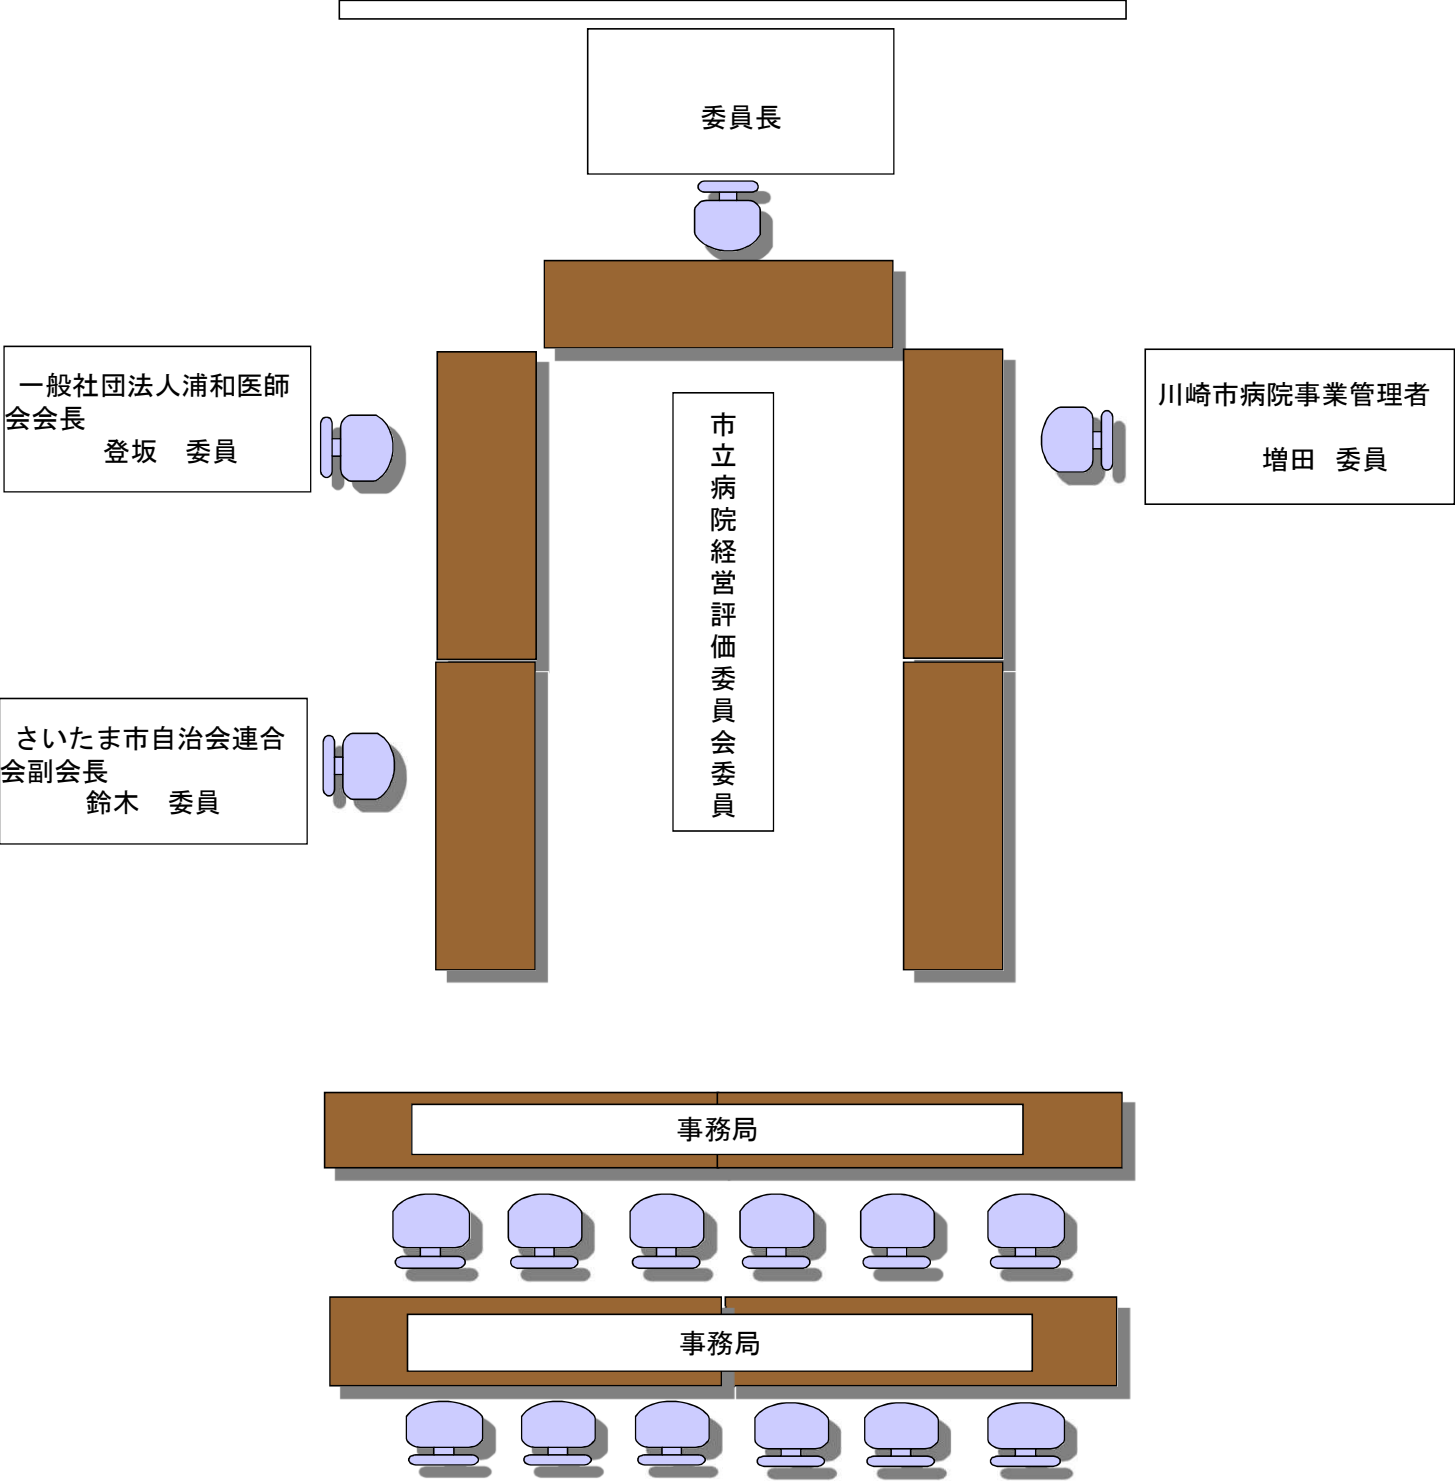 委員長
一般社団法人浦和医師
会会長
登坂　委員
川崎市病院事業管理者
増田　委員
市立病院経営評価委員会委員
さいたま市自治会連合
会副会長
鈴木　委員
事務局
事務局